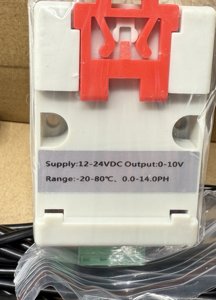 Supply:12-24VDC Output:0-10V
Range:-20-80℃、0.0-14.0PH